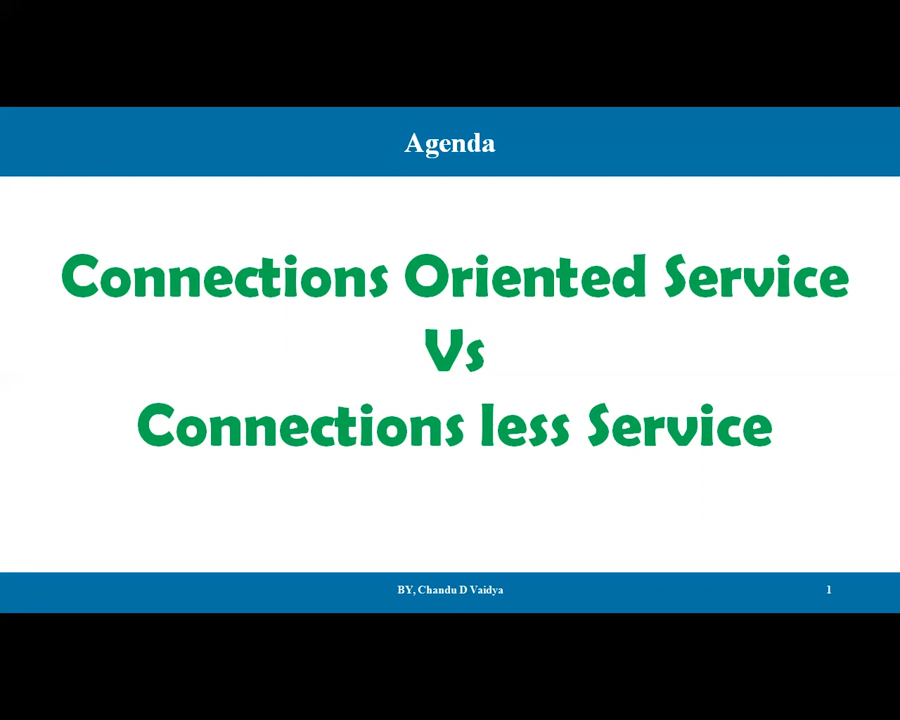 Agenda
Connections Oriented Service
Vs
Connections less Service
BY, Chandu D Vaidya
1